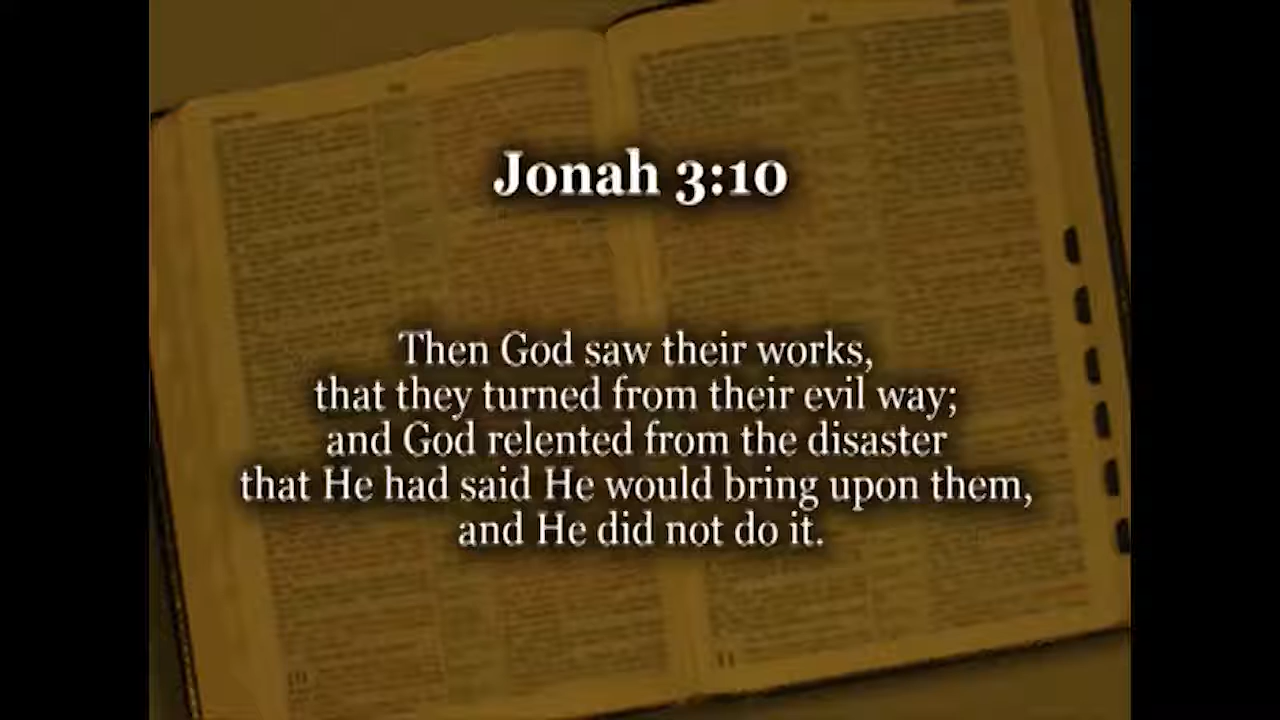 Jonah 3:10
Then God saw their works,
that they turned from their evil way;
and God relented from the disaster
that He had said He would bring upon them,
and He did not do it.